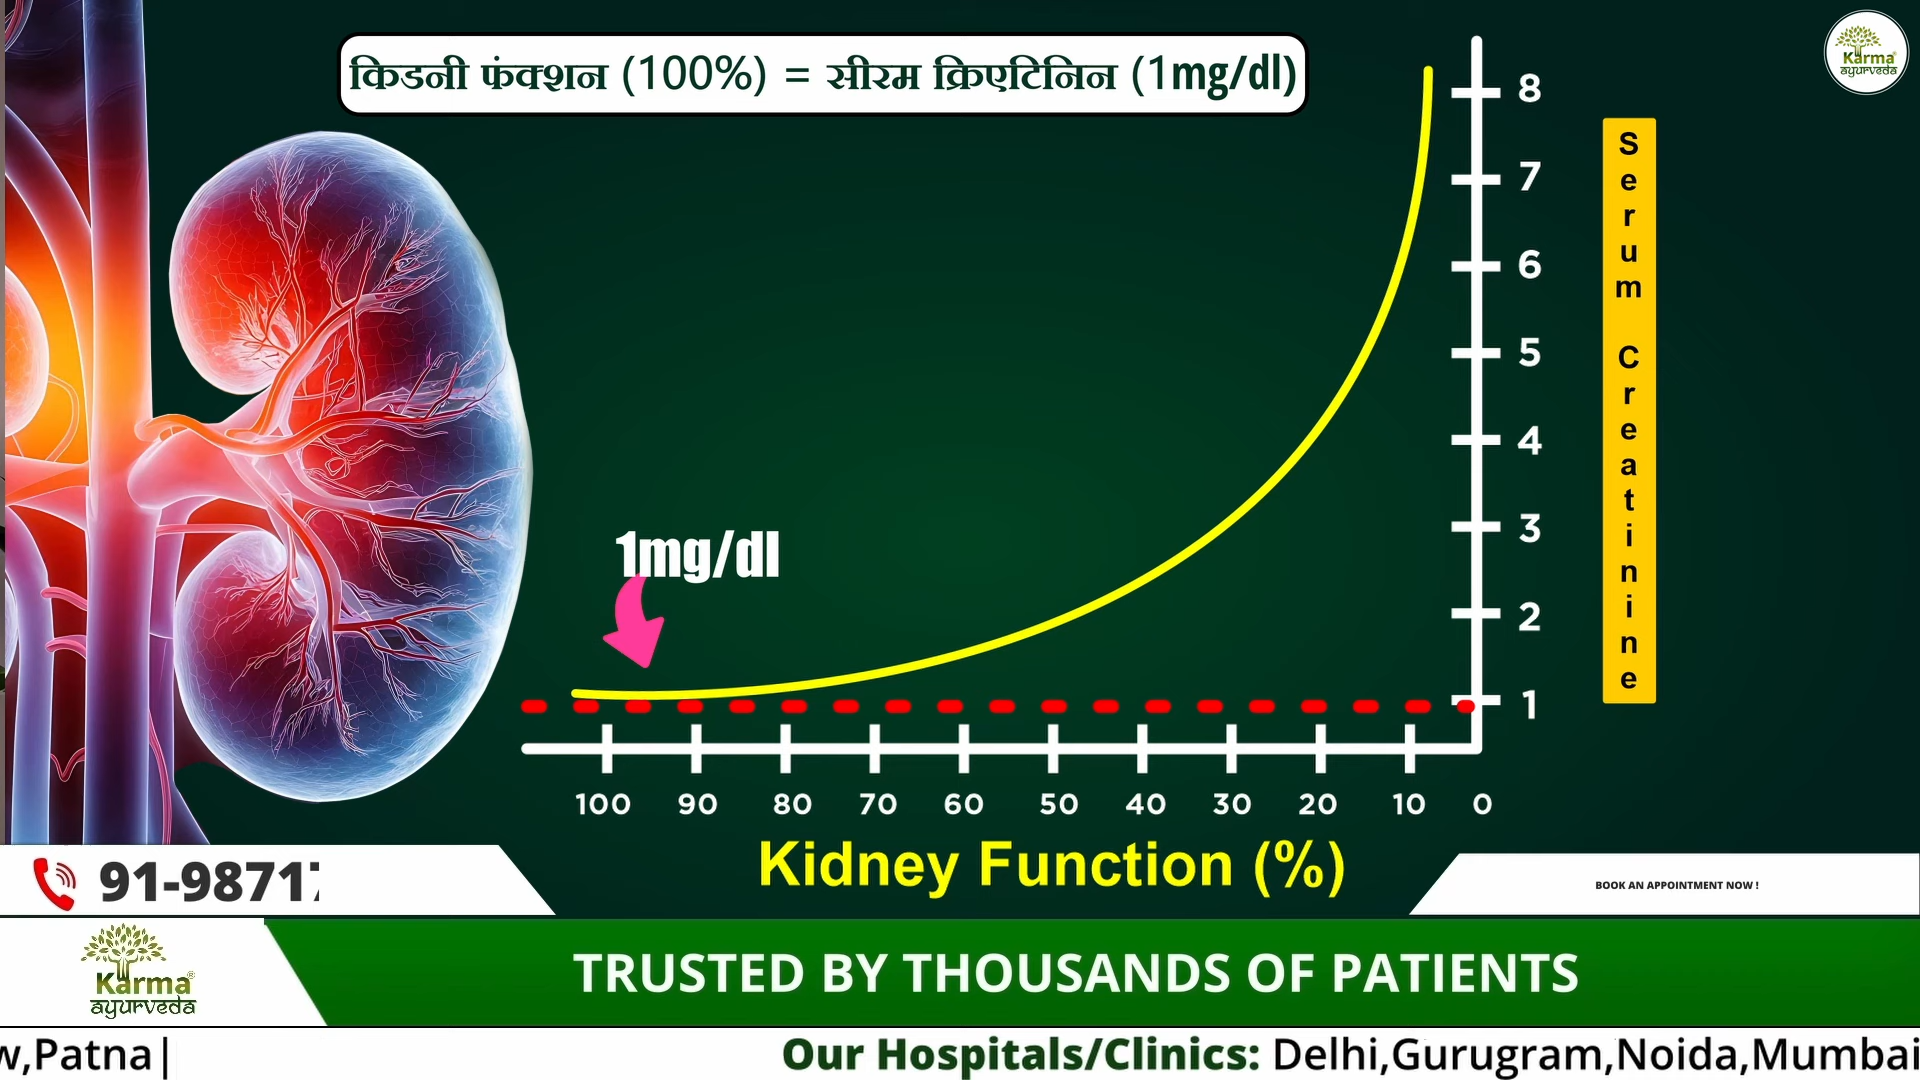 किडनी फंक्शन (100%) = सीरम क्रिएटिनिन (1mg/dl)
Karma
ayurveda
8
7
6
5
4
3
2
1
Serum Creatinine
1mg/dl
100 90 80 70 60 50 40 30 20 10 0
Kidney Function (%)
91-9871
BOOK AN APPOINTMENT NOW !
Karma®
ayurveda
TRUSTED BY THOUSANDS OF PATIENTS
w,Patna| Our Hospitals/Clinics: Delhi,Gurugram,Noida,Mumbai